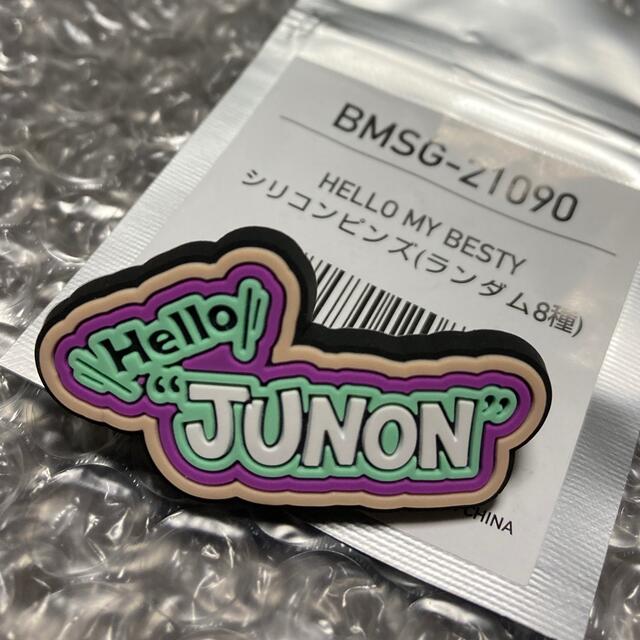 BMSG-21090
HELLO MY BESTY
シリコンピンズ(ランダム8種)
Hello
"JUNON"
CHINA